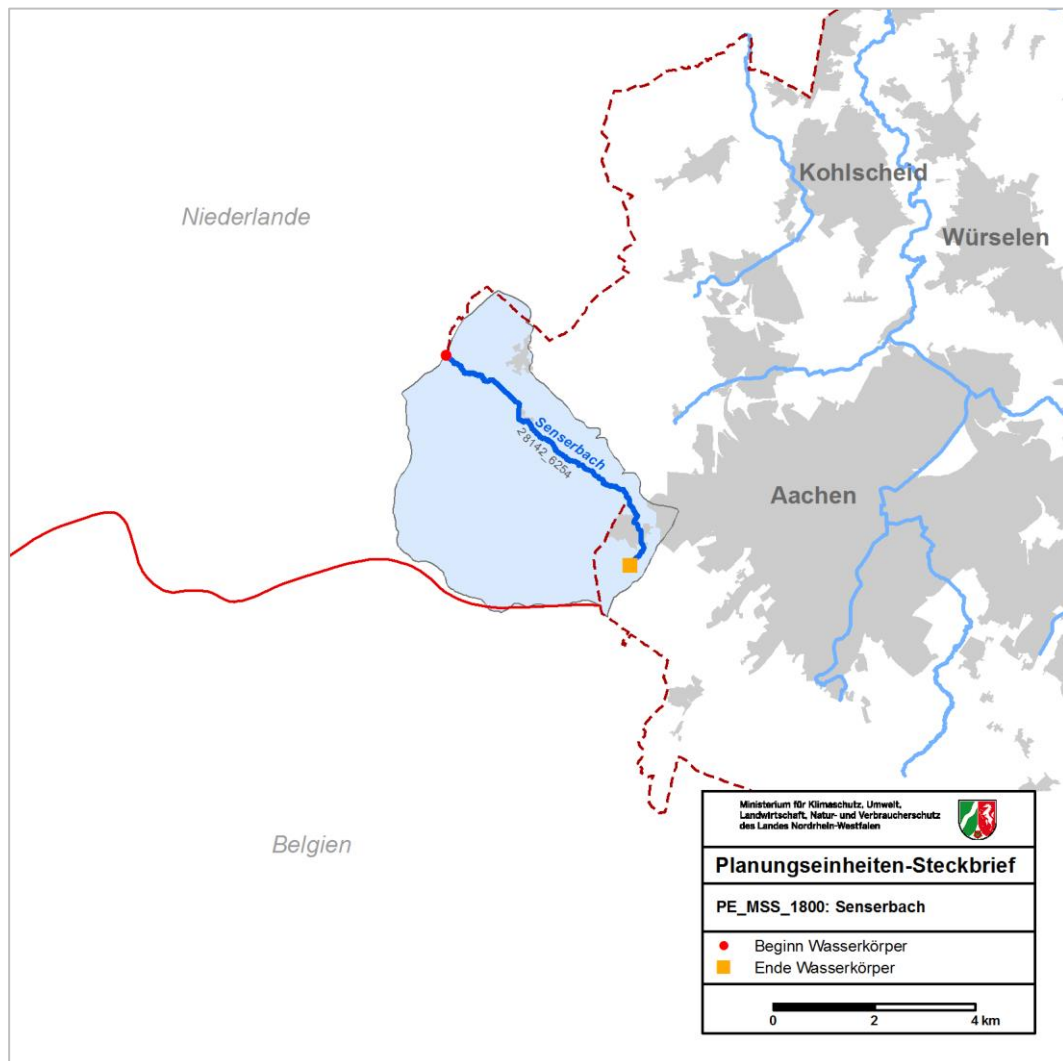 Kohlscheid
Niederlande
Würselen
Senserbach
28142_6254
Aachen
Belgien
Ministerium für Klimaschutz, Umwelt,
Landwirtschaft, Natur- und Verbraucherschutz
des Landes Nordrhein-Westfalen
Planungseinheiten-Steckbrief
PE_MSS_1800: Senserbach
Beginn Wasserkörper
Ende Wasserkörper
0 2 4 km